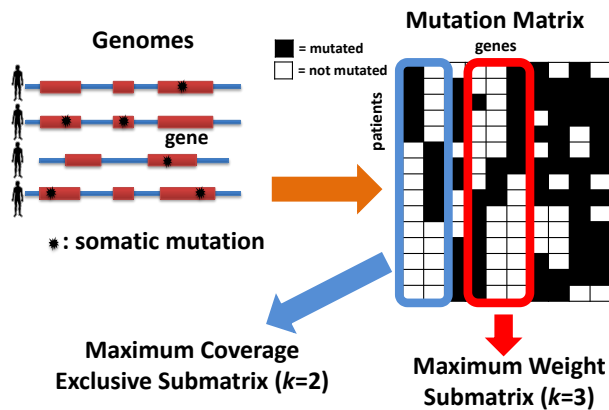 Genomes
gene
✸: somatic mutation
Mutation Matrix
= mutated
= not mutated
genes
patients
Maximum Coverage
Exclusive Submatrix (k=2)
Maximum Weight
Submatrix (k=3)